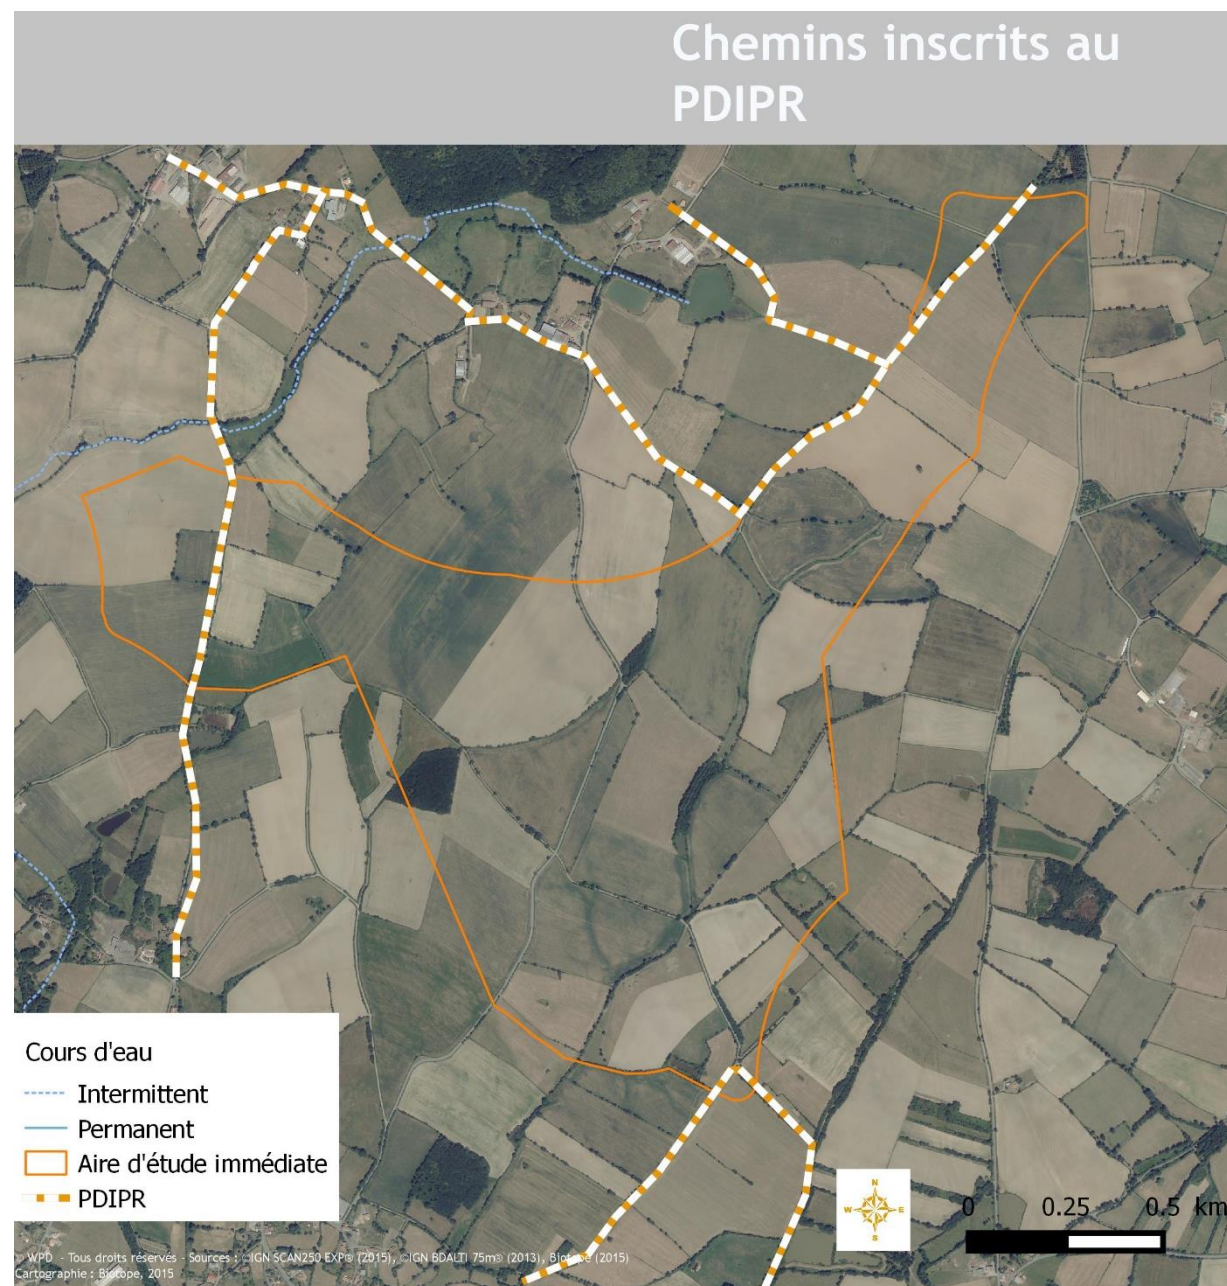 Chemins inscrits au
PDIPR
Cours d'eau
Intermittent
Permanent
Aire d'étude immédiate
PDIPR
N
W E
S
0 0.25 0.5 km
© WPD - Tous droits réservés - Sources : ©IGN SCAN250 EXP® (2015), ©IGN BDALTI 75m® (2013), Biotope (2015)
Cartographie : Biotope, 2015